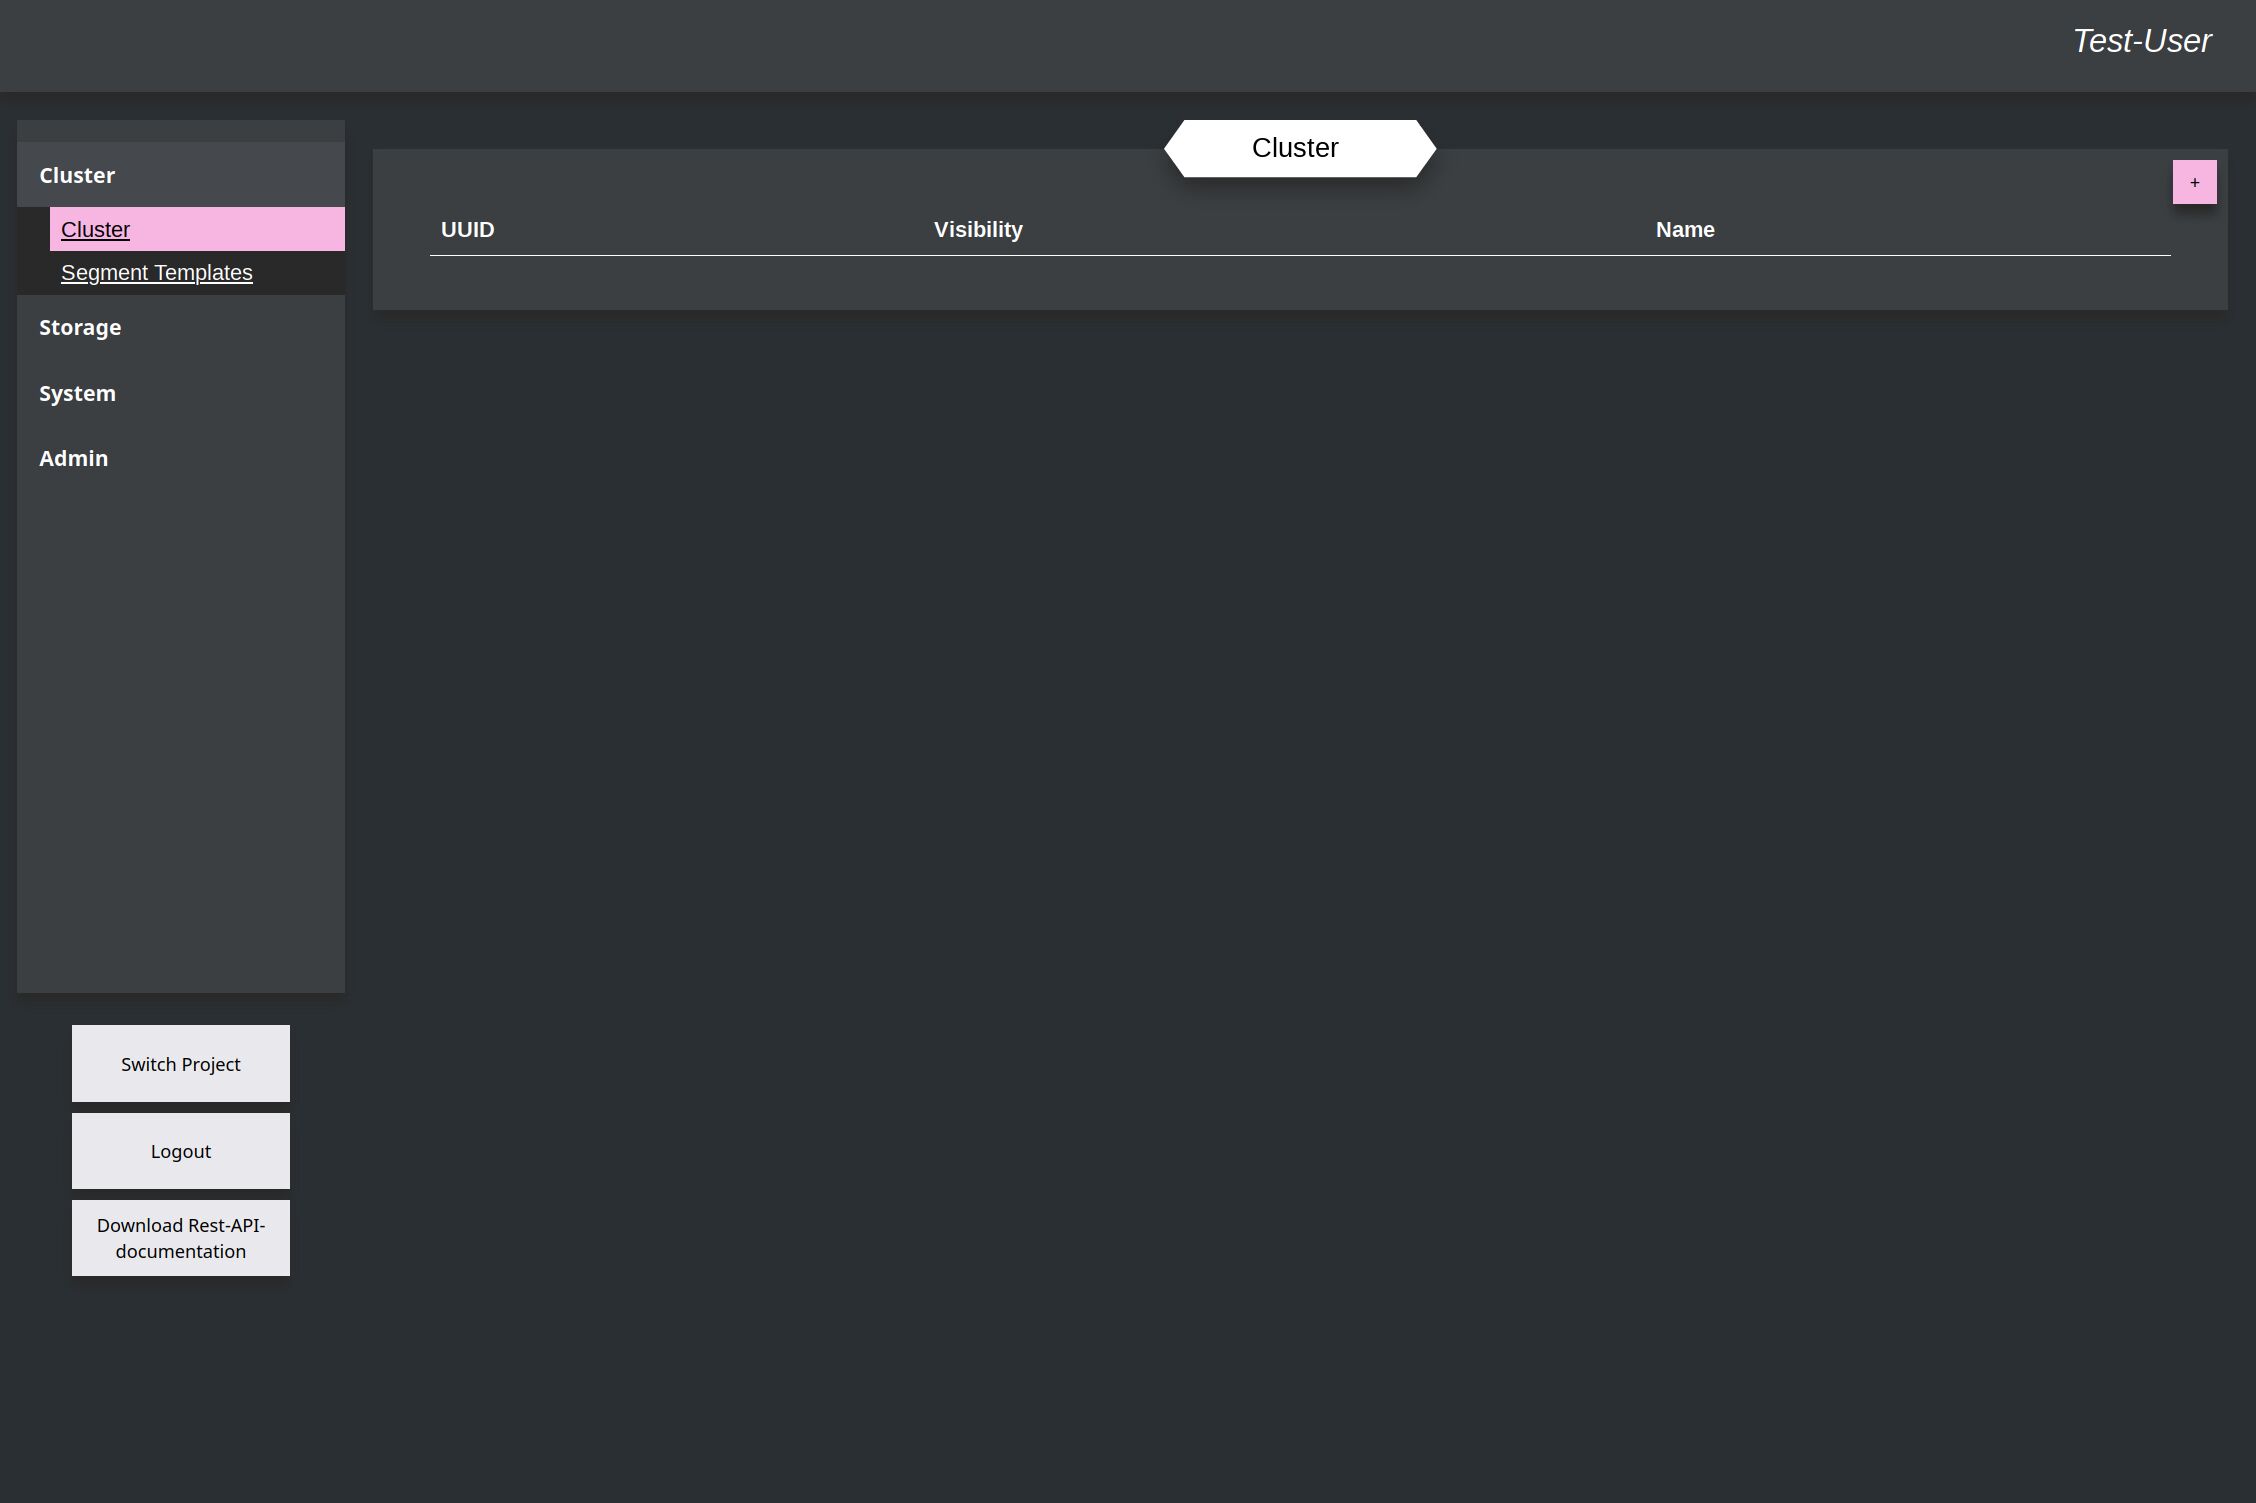 Test-User
Cluster
Cluster
Segment Templates
Storage
System
Admin
Switch Project
Logout
Download Rest-API-
documentation
Cluster
+
UUID Visibility Name